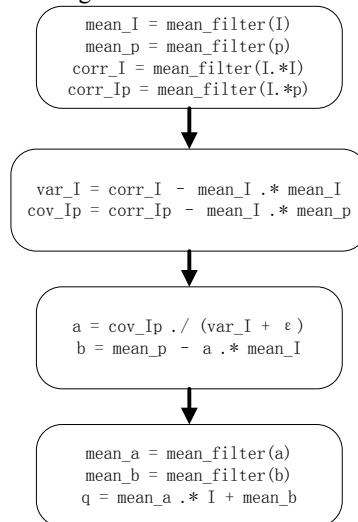 mean_I = mean_filter(I)
mean_p = mean_filter(p)
corr_I = mean_filter(I.*I)
corr_Ip = mean_filter(I.*p)
var_I = corr_I - mean_I .* mean_I
cov_Ip = corr_Ip - mean_I .* mean_p
a = cov_Ip ./ (var_I + ε)
b = mean_p - a .* mean_I
mean_a = mean_filter(a)
mean_b = mean_filter(b)
q = mean_a .* I + mean_b